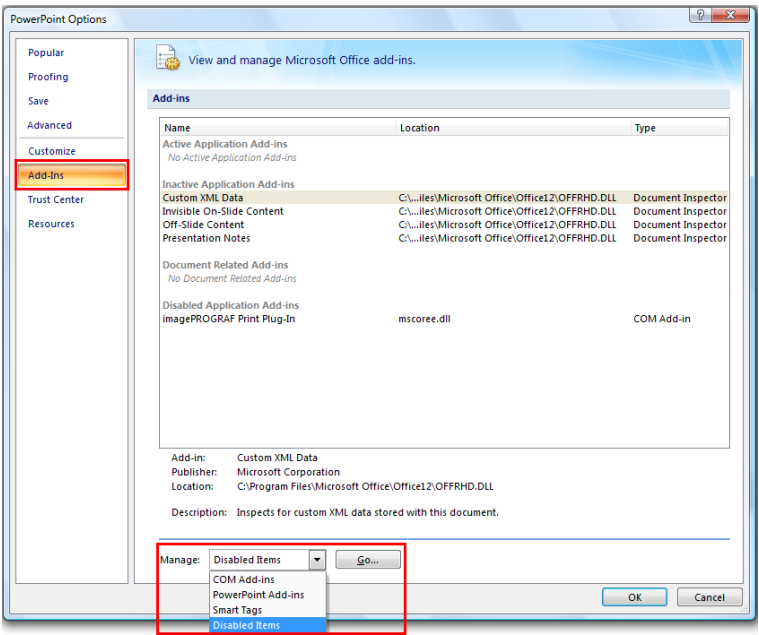 PowerPoint Options
?
X
Popular
Proofing
Save
Advanced
Customize
Add-Ins
Trust Center
Resources
View and manage Microsoft Office add-ins.
Add-ins
Name Location Type
Active Application Add-ins
No Active Application Add-ins
Inactive Application Add-ins
Custom XML Data C:\...iles\Microsoft Office\Office12\OFFRHD.DLL Document Inspector
Invisible On-Slide Content C:\...iles\Microsoft Office\Office12\OFFRHD.DLL Document Inspector
Off-Slide Content C:\...iles\Microsoft Office\Office12\OFFRHD.DLL Document Inspector
Presentation Notes C:\...iles\Microsoft Office\Office12\OFFRHD.DLL Document Inspector
Document Related Add-ins
No Document Related Add-ins
Disabled Application Add-ins
imagePROGRAF Print Plug-In mscoree.dll COM Add-in
Add-in: Custom XML Data
Publisher: Microsoft Corporation
Location: C:\Program Files\Microsoft Office\Office12\OFFRHD.DLL
Description: Inspects for custom XML data stored with this document.
Manage: Disabled Items Go...
COM Add-ins
PowerPoint Add-ins
Smart Tags
Disabled Items
OK Cancel